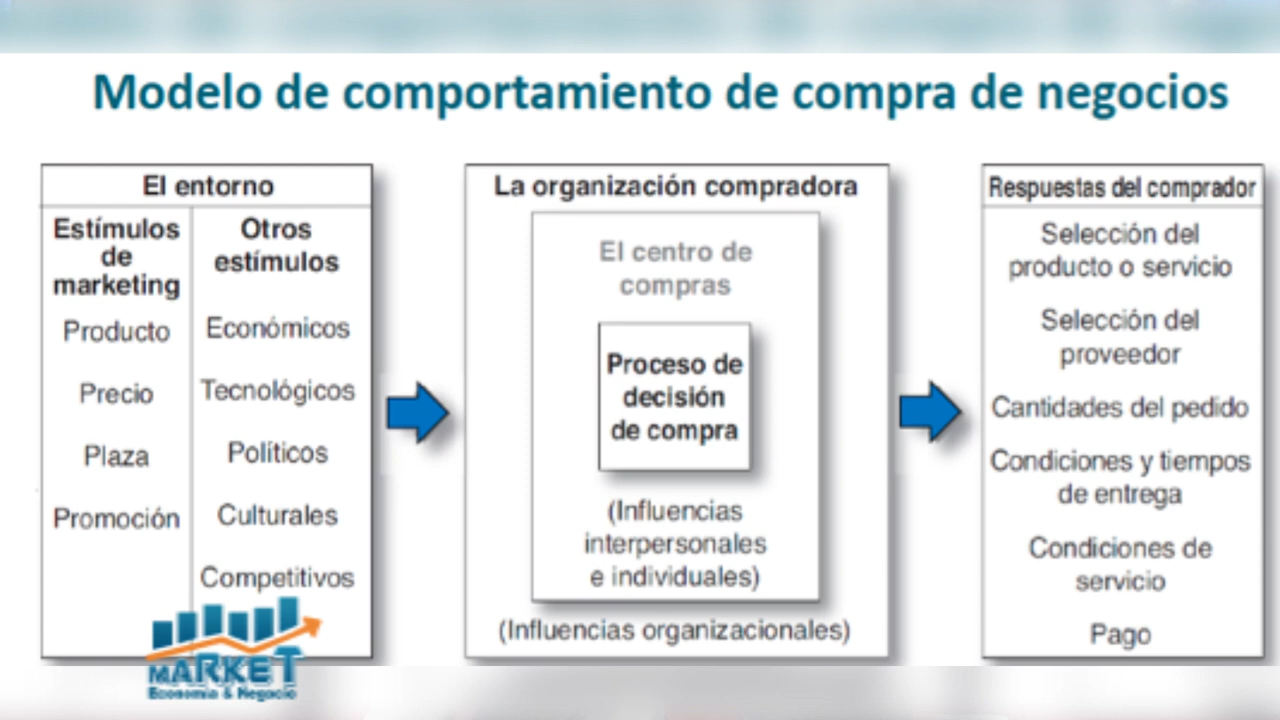 Modelo de comportamiento de compra de negocios
El entorno
Estímulos
de
marketing
Producto
Precio
Plaza
Promoción
Otros
estímulos
Económicos
Tecnológicos
Políticos
Culturales
Competitivos
La organización compradora
El centro de
compras
Proceso de
decisión
de compra
(Influencias
interpersonales
e individuales)
(Influencias organizacionales)
Respuestas del comprador
Selección del
producto o servicio
Selección del
proveedor
Cantidades del pedido
Condiciones y tiempos
de entrega
Condiciones de
servicio
Pago
MARKET
Economia & Negocio